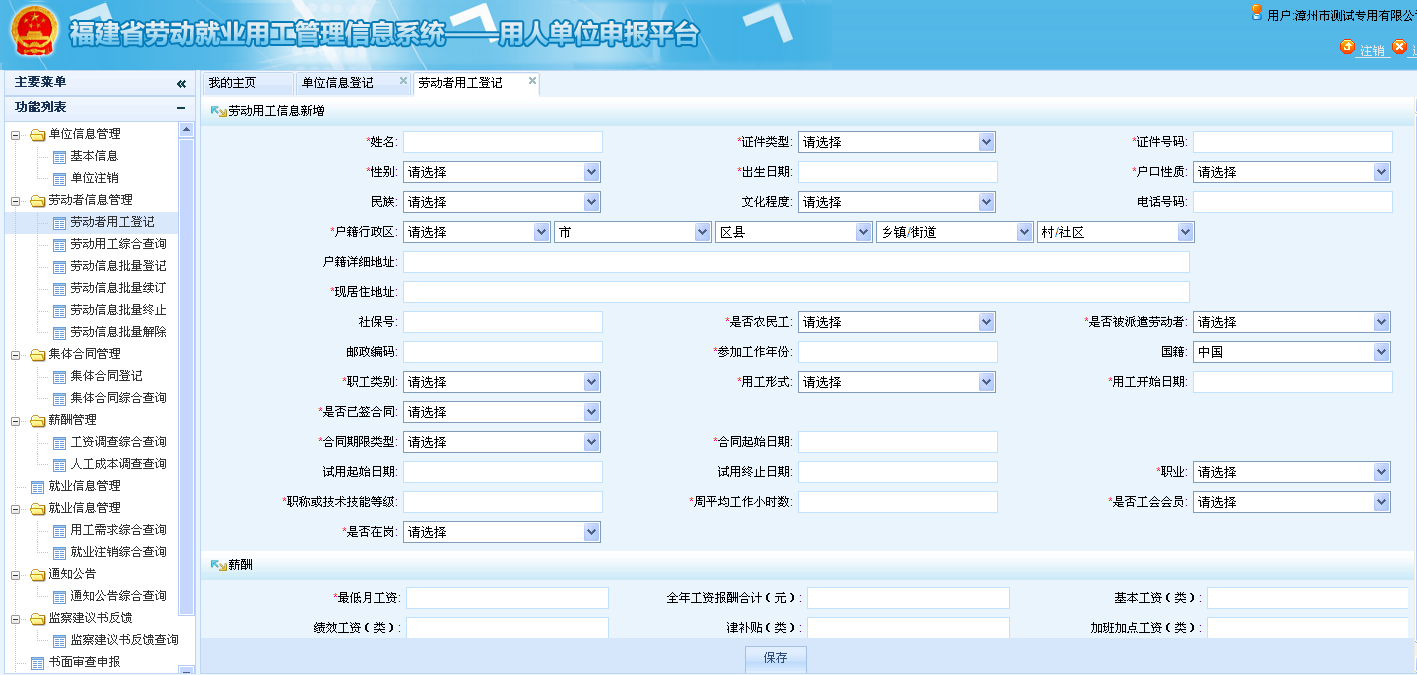 福建省劳动就业用工管理信息系统——用人单位申报平台
用户:漳州市测试专用有限公
注销
主要菜单
功能列表
单位信息管理
基本信息
单位注销
劳动者信息管理
劳动者用工登记
劳动用工综合查询
劳动信息批量登记
劳动信息批量续订
劳动信息批量终止
劳动信息批量解除
集体合同管理
集体合同登记
集体合同综合查询
薪酬管理
工资调查综合查询
人工成本调查查询
就业信息管理
就业信息管理
用工需求综合查询
就业注销综合查询
通知公告
通知公告综合查询
监察建议书反馈
监察建议书反馈查询
书面审查申报
我的主页 单位信息登记 劳动者用工登记
劳动用工信息新增
*姓名: *证件类型: 请选择 *证件号码:
*性别: 请选择 *出生日期: *户口性质: 请选择
民族: 请选择 文化程度: 请选择 电话号码:
*户籍行政区: 请选择 市 区县 乡镇/街道 村/社区
户籍详细地址:
*现居住地址:
社保号: *是否农民工: 请选择 *是否被派遣劳动者: 请选择
邮政编码: *参加工作年份: 国籍: 中国
*职工类别: 请选择 *用工形式: 请选择 *用工开始日期:
*是否已签合同: 请选择
*合同期限类型: 请选择 *合同起始日期:
试用起始日期: 试用终止日期: *职业: 请选择
*职称或技术技能等级: *周平均工作小时数: *是否工会会员: 请选择
*是否在岗: 请选择
薪酬
*最低月工资: 全年工资报酬合计(元): 基本工资(类):
绩效工资(类): 津补贴(类): 加班加点工资(类):
保存